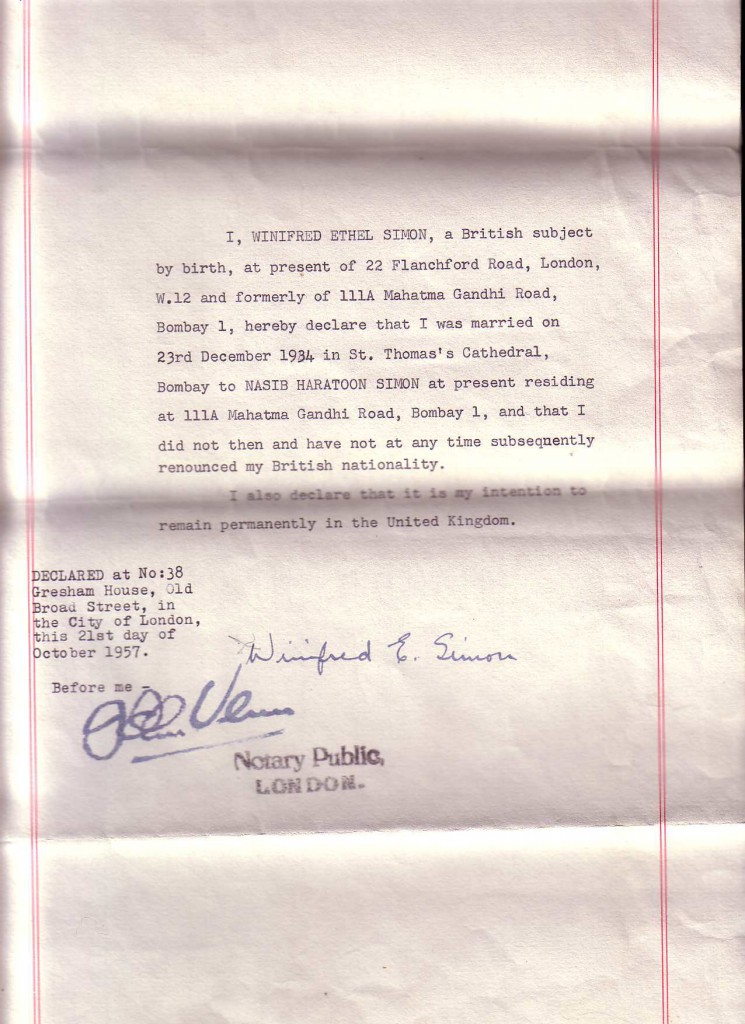 I, WINIFRED ETHEL SIMON, a British subject
by birth, at present of 22 Flanchford Road, London,
W.12 and formerly of 111A Mahatma Gandhi Road,
Bombay 1, hereby declare that I was married on
23rd December 1934 in St. Thomas's Cathedral,
Bombay to NASIB HARATOON SIMON at present residing
at 111A Mahatma Gandhi Road, Bombay 1, and that I
did not then and have not at any time subsequently
renounced my British nationality.
I also declare that it is my intention to
remain permanently in the United Kingdom.
DECLARED at No:38
Gresham House, Old
Broad Street, in
the City of London,
this 21st day of
October 1957.
Winifred E. Simon
Before me -
Notary Public,
LONDON.